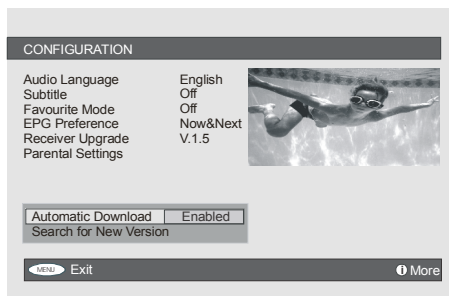 CONFIGURATION
Audio Language English
Subtitle Off
Favourite Mode Off
EPG Preference Now&Next
Receiver Upgrade V.1.5
Parental Settings
Automatic Download Enabled
Search for New Version
MENU Exit i More